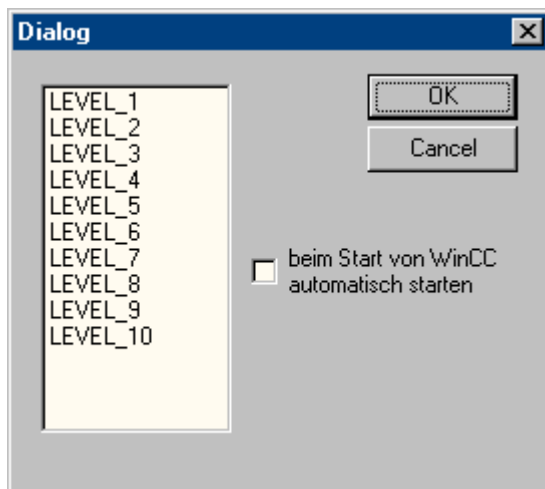 Dialog
LEVEL_1
LEVEL_2
LEVEL_3
LEVEL_4
LEVEL_5
LEVEL_6
LEVEL_7
LEVEL_8
LEVEL_9
LEVEL_10
OK
Cancel
beim Start von WinCC
automatisch starten